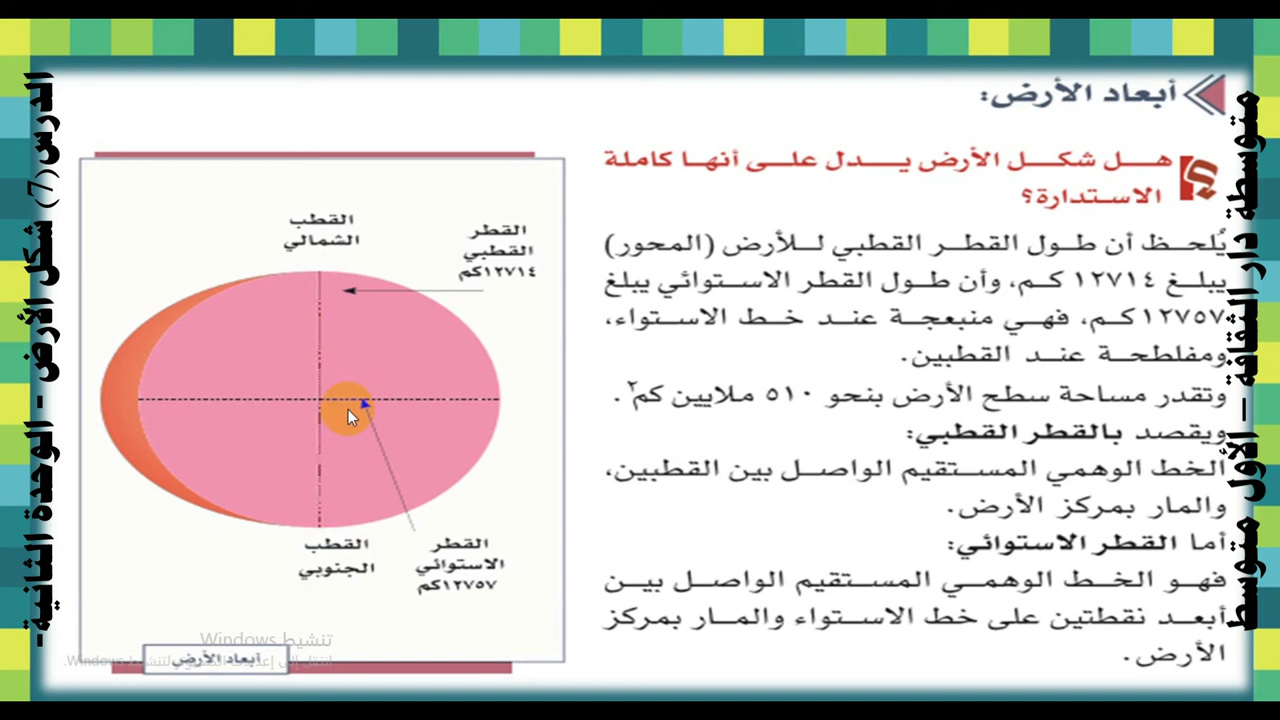 أبعاد الأرض:
هل شكل الأرض يدل على أنها كاملة
الاستدارة؟
يُلحظ أن طول القطر القطبي للأرض (المحور)
يبلغ ١٢٧١٤ كم، وأن طول القطر الاستوائي يبلغ
١٢٧٥٧ كم، فهي منبعجة عند خط الاستواء،
ومفلطحة عند القطبين.
وتقدر مساحة سطح الأرض بنحو ٥١٠ ملايين كم٢.
ويقصد بالقطر القطبي:
الخط الوهمي المستقيم الواصل بين القطبين،
والمار بمركز الأرض.
أما القطر الاستوائي:
فهو الخط الوهمي المستقيم الواصل بين
أبعد نقطتين على خط الاستواء والمار بمركز
الأرض.
القطب
الشمالي
القطر
القطبي
١٢٧١٤كم
القطب
الجنوبي
القطر
الاستوائي
١٢٧٥٧كم
أبعاد الأرض
تنشيط Windows
متوسطة دار الثقافة – الأول متوسط
الدرس(7) شكل الأرض - الوحدة الثانية-